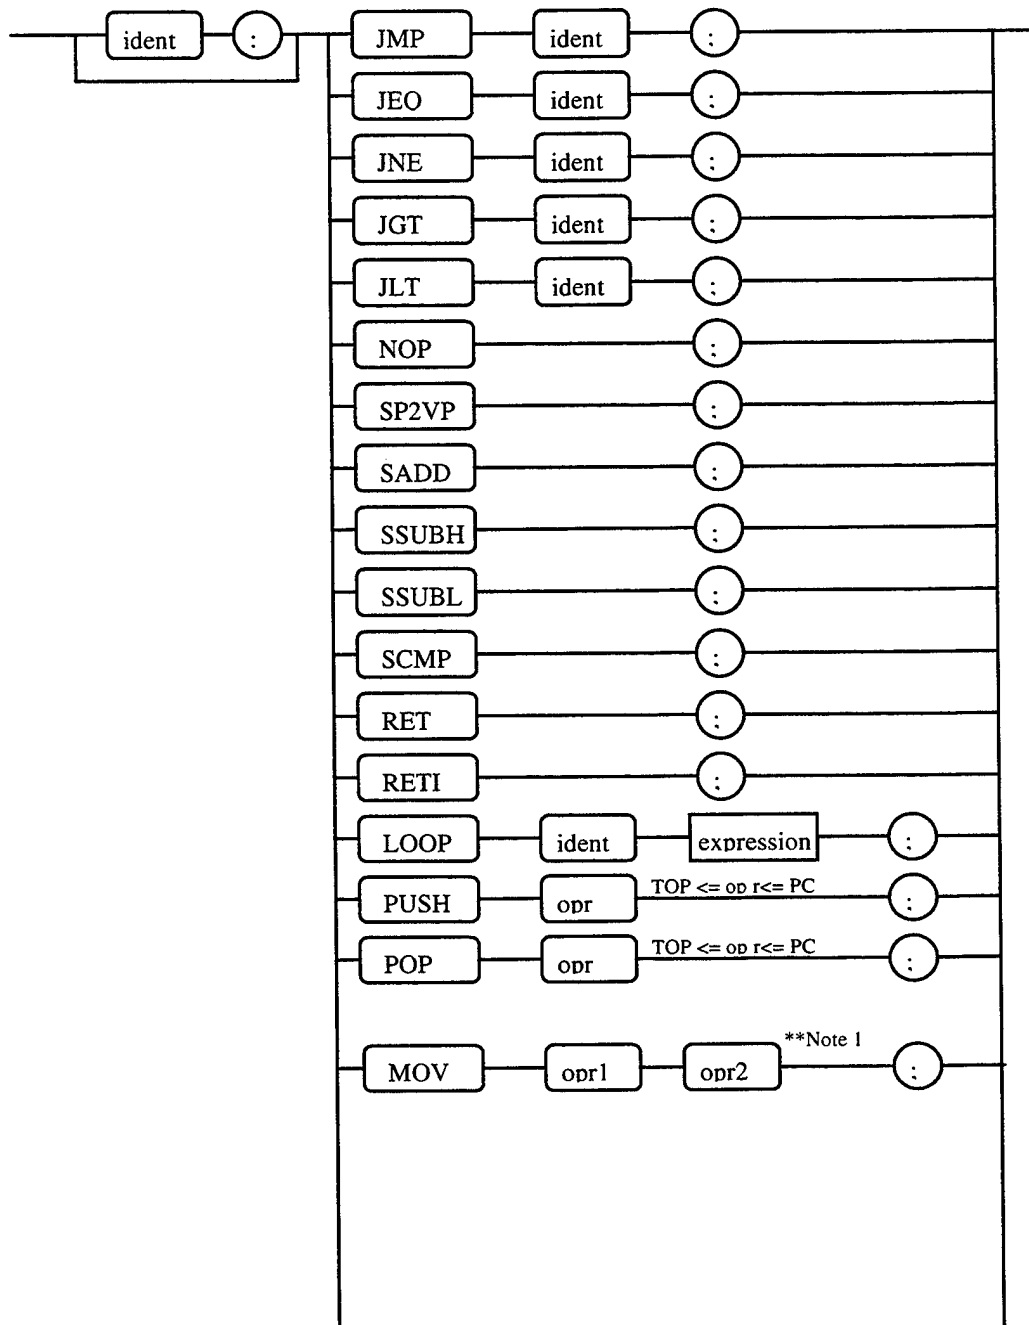 ident : JMP ident ;
JEO ident ;
JNE ident ;
JGT ident ;
JLT ident ;
NOP ;
SP2VP ;
SADD ;
SSUBH ;
SSUBL ;
SCMP ;
RET ;
RETI ;
LOOP ident expression ;
PUSH opr TOP <= op r<= PC ;
POP opr TOP <= op r<= PC ;
**Note 1
MOV opr1 opr2 ;